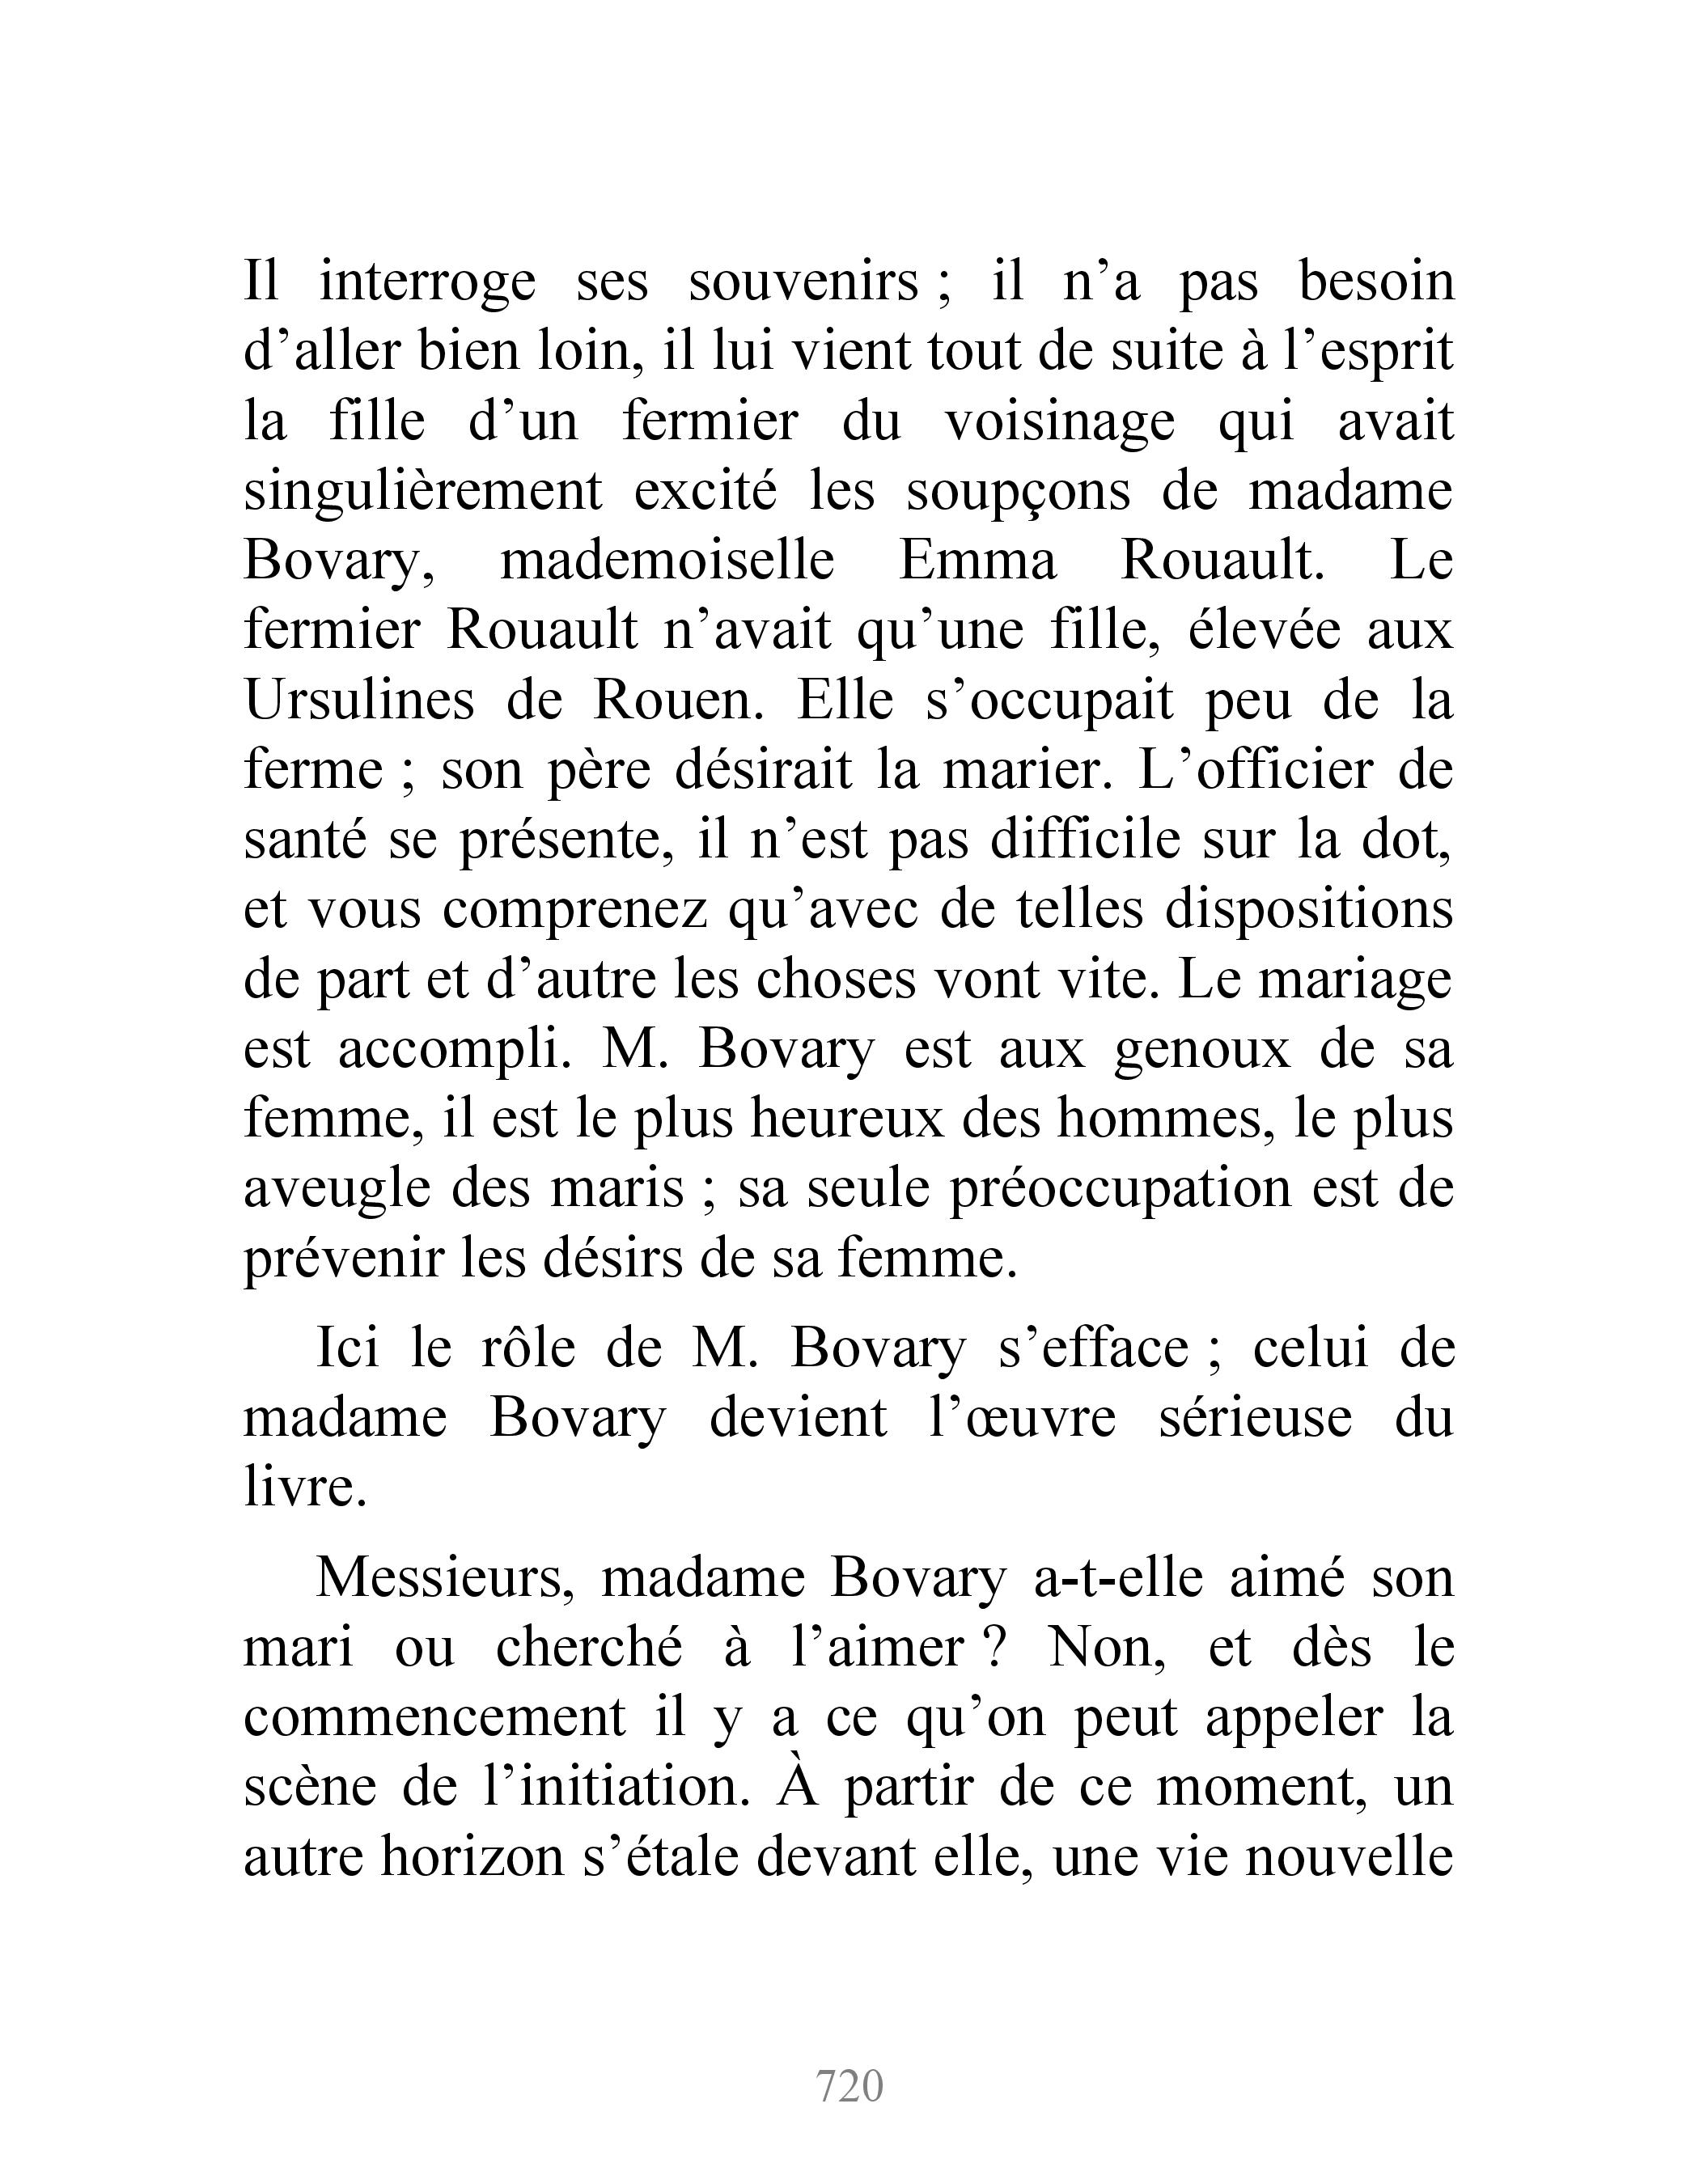 Il interroge ses souvenirs ; il n’a pas besoin
d’aller bien loin, il lui vient tout de suite à l’esprit
la fille d’un fermier du voisinage qui avait
singulièrement excité les soupçons de madame
Bovary, mademoiselle Emma Rouault. Le
fermier Rouault n’avait qu’une fille, élevée aux
Ursulines de Rouen. Elle s’occupait peu de la
ferme ; son père désirait la marier. L’officier de
santé se présente, il n’est pas difficile sur la dot,
et vous comprenez qu’avec de telles dispositions
de part et d’autre les choses vont vite. Le mariage
est accompli. M. Bovary est aux genoux de sa
femme, il est le plus heureux des hommes, le plus
aveugle des maris ; sa seule préoccupation est de
prévenir les désirs de sa femme.
Ici le rôle de M. Bovary s’efface ; celui de
madame Bovary devient l’œuvre sérieuse du
livre.
Messieurs, madame Bovary a-t-elle aimé son
mari ou cherché à l’aimer ? Non, et dès le
commencement il y a ce qu’on peut appeler la
scène de l’initiation. À partir de ce moment, un
autre horizon s’étale devant elle, une vie nouvelle
720